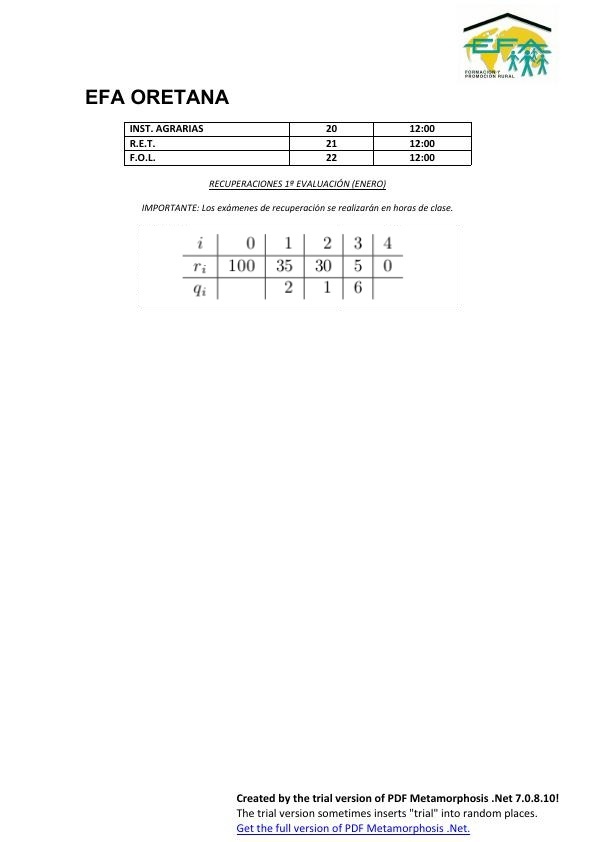 EFA
FORMACIÓN Y
PROMOCIÓN RURAL
EFA ORETANA
INST. AGRARIAS 20 12:00
R.E.T. 21 12:00
F.O.L. 22 12:00
RECUPERACIONES 1ª EVALUACIÓN (ENERO)
IMPORTANTE: Los exámenes de recuperación se realizarán en horas de clase.
i 0 1 2 3 4
rᵢ 100 35 30 5 0
qᵢ 2 1 6
Created by the trial version of PDF Metamorphosis .Net 7.0.8.10!
The trial version sometimes inserts "trial" into random places.
Get the full version of PDF Metamorphosis .Net.